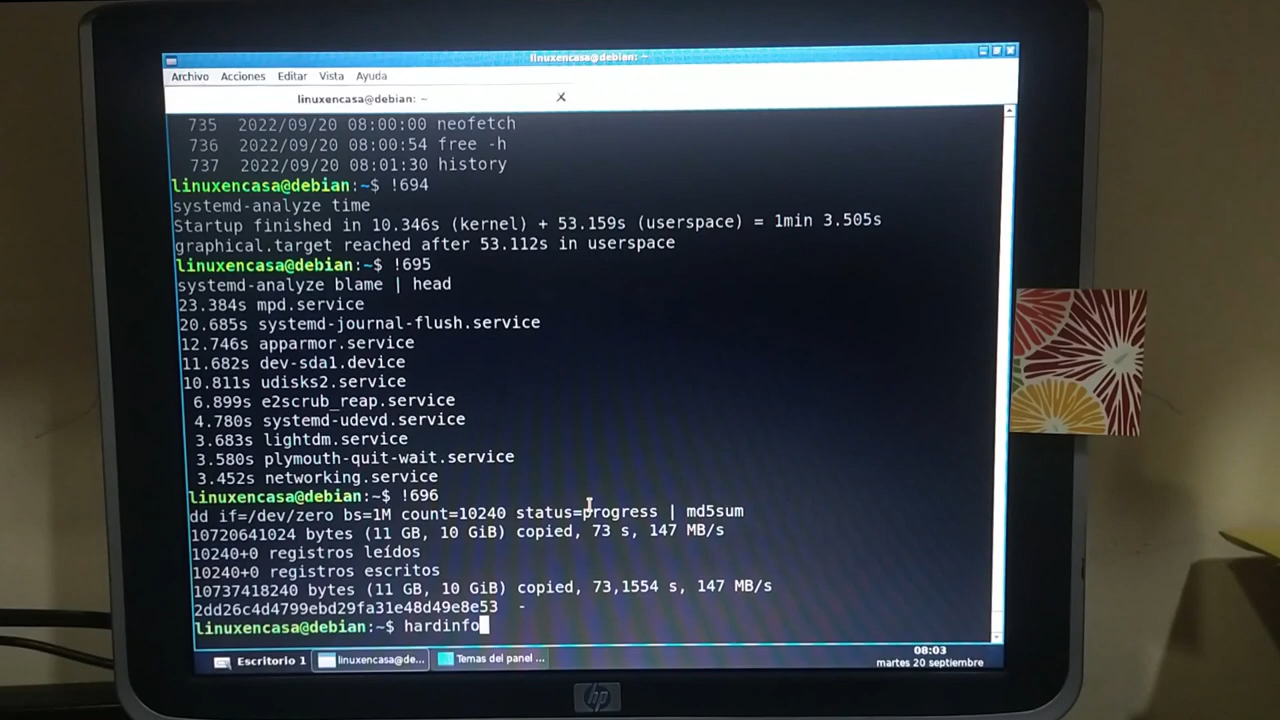 linuxencasa@debian: ~
Archivo Acciones Editar Vista Ayuda
linuxencasa@debian: ~ X
735 2022/09/20 08:00:00 neofetch
736 2022/09/20 08:00:54 free -h
737 2022/09/20 08:01:30 history
linuxencasa@debian:~$ !694
systemd-analyze time
Startup finished in 10.346s (kernel) + 53.159s (userspace) = 1min 3.505s
graphical.target reached after 53.112s in userspace
linuxencasa@debian:~$ !695
systemd-analyze blame | head
23.384s mpd.service
20.685s systemd-journal-flush.service
12.746s apparmor.service
11.682s dev-sda1.device
10.811s udisks2.service
6.899s e2scrub_reap.service
4.780s systemd-udevd.service
3.683s lightdm.service
3.580s plymouth-quit-wait.service
3.452s networking.service
linuxencasa@debian:~$ !696
dd if=/dev/zero bs=1M count=10240 status=progress | md5sum
10720641024 bytes (11 GB, 10 GiB) copied, 73 s, 147 MB/s
10240+0 registros leídos
10240+0 registros escritos
10737418240 bytes (11 GB, 10 GiB) copied, 73,1554 s, 147 MB/s
2dd26c4d4799ebd29fa31e48d49e8e53 -
linuxencasa@debian:~$ hardinfo
Escritorio 1 linuxencasa@de... Temas del panel ... 08:03
martes 20 septiembre
hp